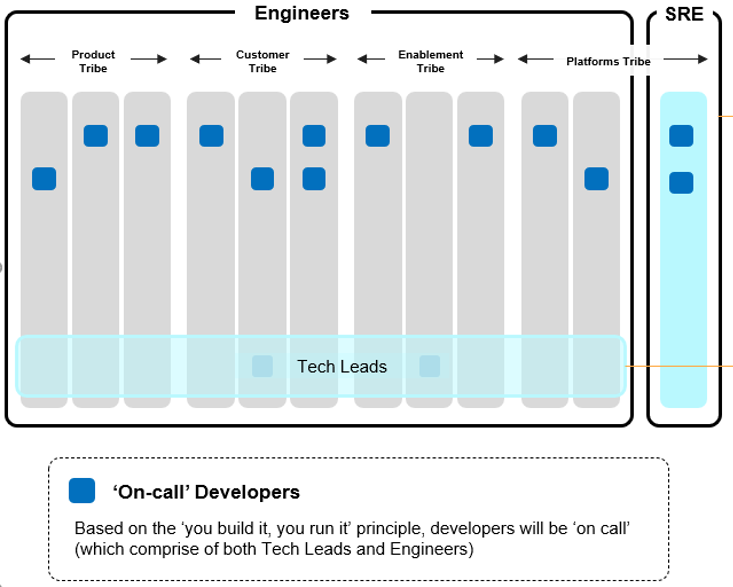 Engineers
SRE
Product
Tribe
Customer
Tribe
Enablement
Tribe
Platforms Tribe
Tech Leads
‘On-call’ Developers
Based on the ‘you build it, you run it’ principle, developers will be ‘on call’
(which comprise of both Tech Leads and Engineers)